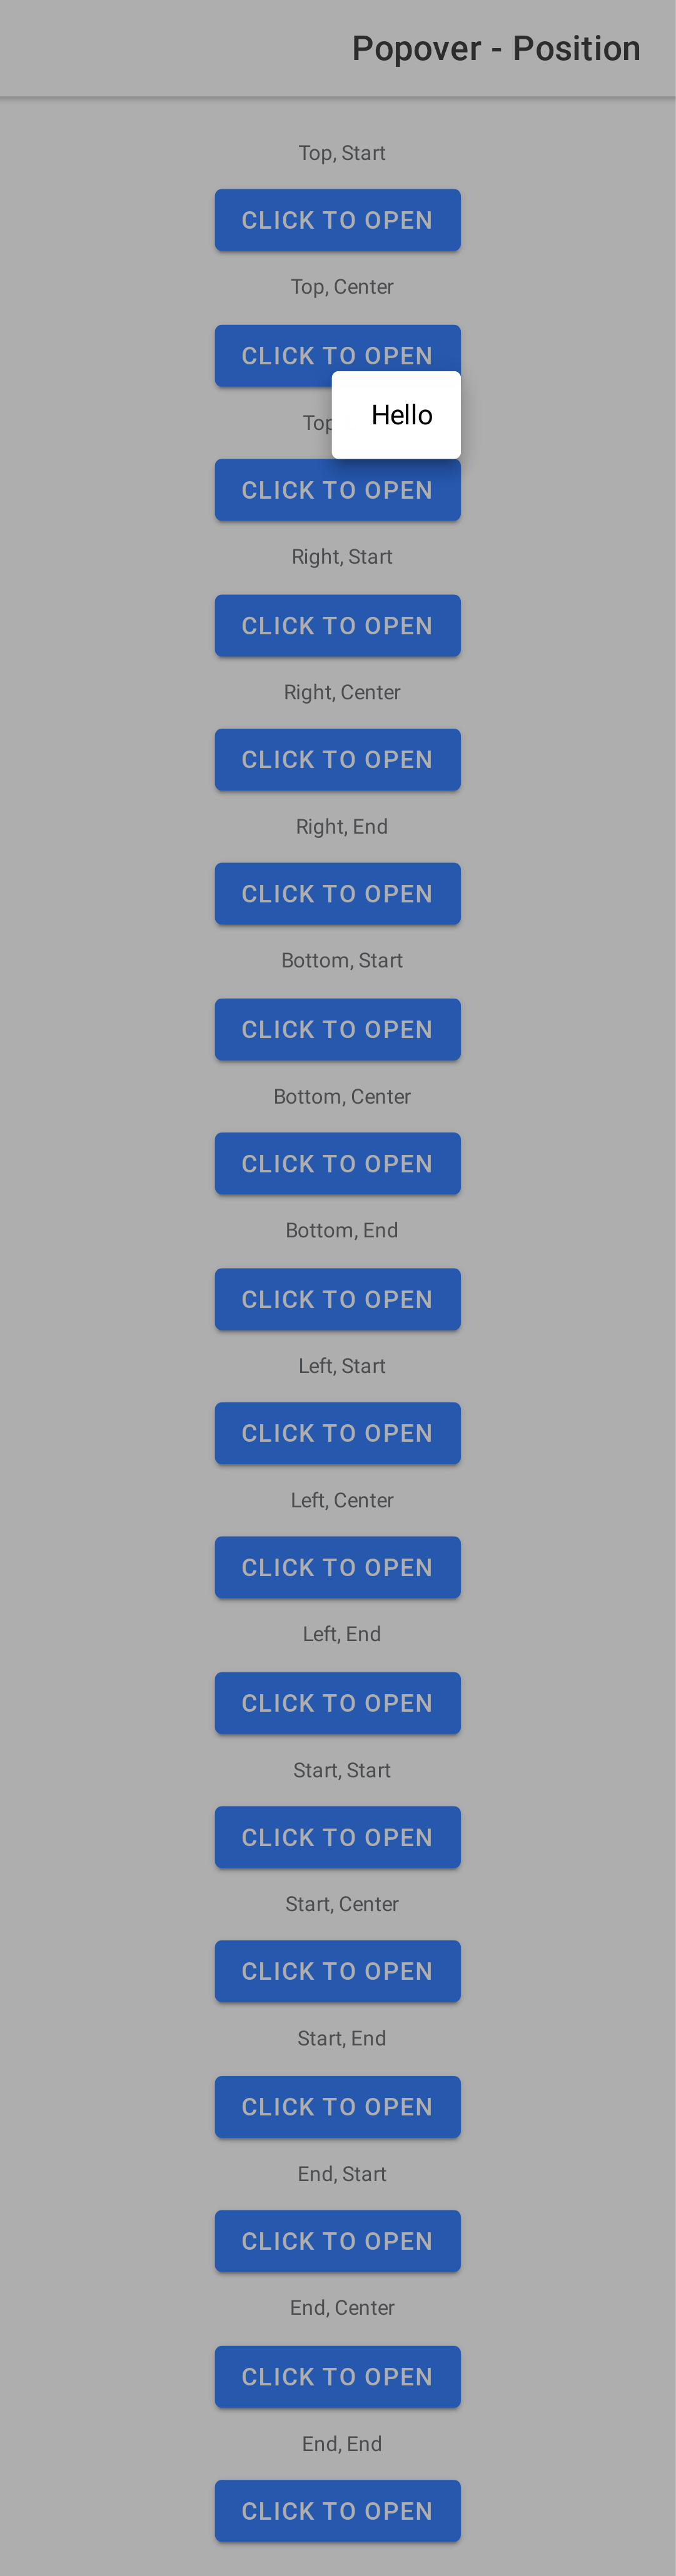 Popover - Position
Top, Start
CLICK TO OPEN
Top, Center
CLICK TO OPEN
Hello
Top
CLICK TO OPEN
Right, Start
CLICK TO OPEN
Right, Center
CLICK TO OPEN
Right, End
CLICK TO OPEN
Bottom, Start
CLICK TO OPEN
Bottom, Center
CLICK TO OPEN
Bottom, End
CLICK TO OPEN
Left, Start
CLICK TO OPEN
Left, Center
CLICK TO OPEN
Left, End
CLICK TO OPEN
Start, Start
CLICK TO OPEN
Start, Center
CLICK TO OPEN
Start, End
CLICK TO OPEN
End, Start
CLICK TO OPEN
End, Center
CLICK TO OPEN
End, End
CLICK TO OPEN